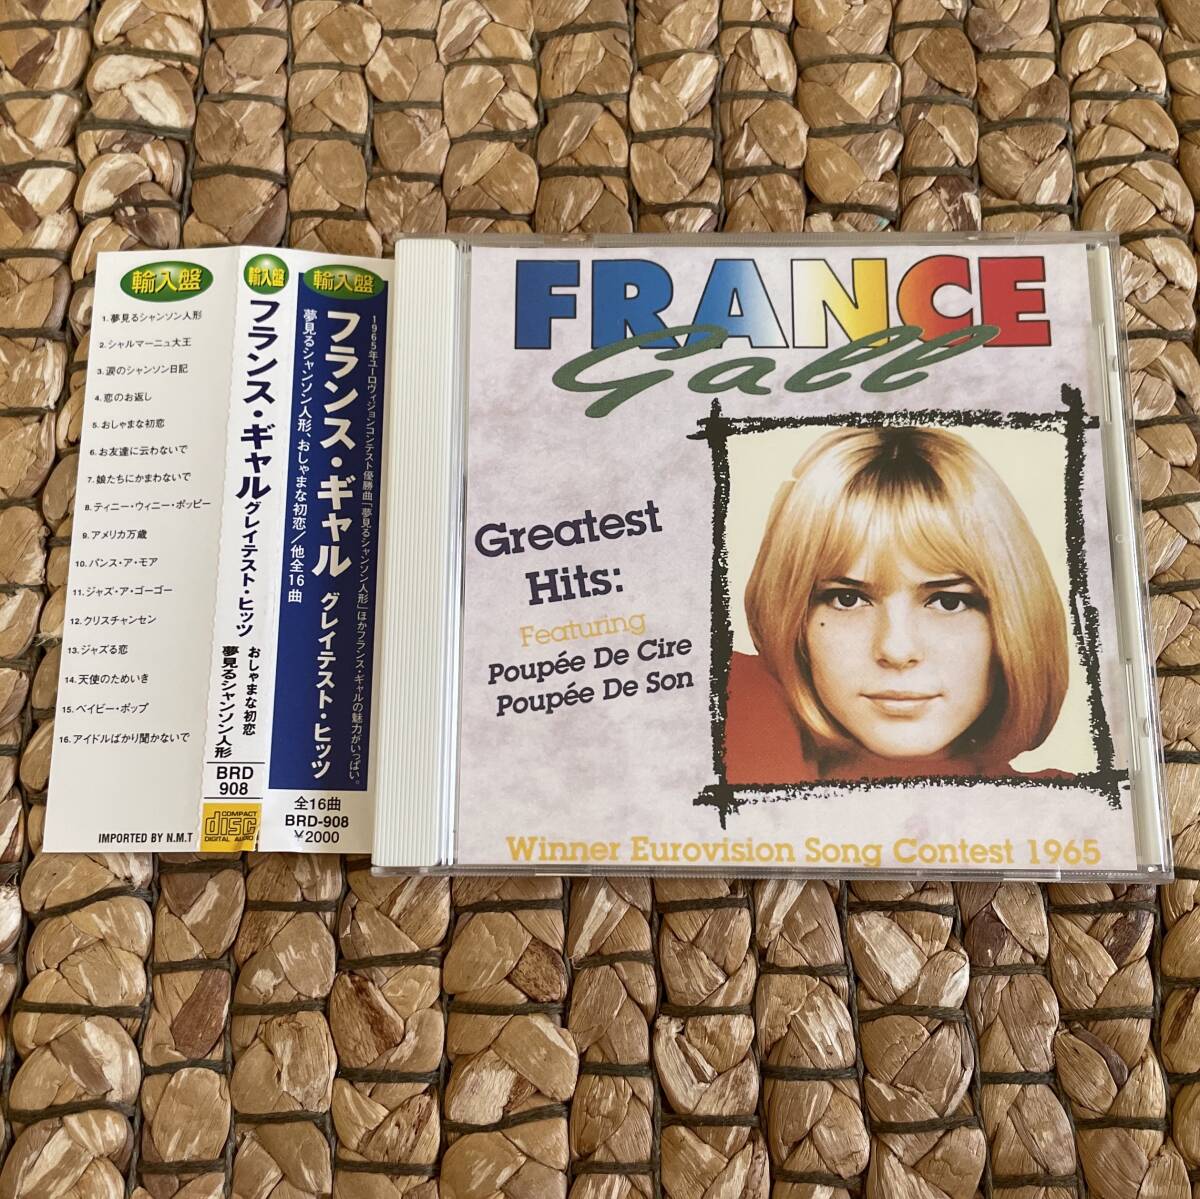 輸入盤
1.夢見るシャンソン人形
2.シャルマーニュ大王
3.涙のシャンソン日記
4.恋のお返し
5.おしゃまな初恋
6.お友達に云わないで
7.娘たちにかまわないで
8.ティニー・ウィニー・ポッピー
9.アメリカ万歳
10.バンス・ア・モア
11.ジャズ・ア・ゴーゴー
12.クリスチャンセン
13.ジャズる恋
14.天使のためいき
15.ベイビー・ポップ
16.アイドルばかり聞かないで
IMPORTED BY N.M.T
輸入盤
フランス・ギャル グレイテスト・ヒッツ
おしゃまな初恋
夢見るシャンソン人形
BRD
908
COMPACT
disc
DIGITAL AUDIO
輸入盤
1965年ユーロヴィジョンコンテスト優勝曲「夢見るシャンソン人形」ほかフランス・ギャルの魅力がいっぱい。
フランス・ギャル グレイテスト・ヒッツ
夢見るシャンソン人形、おしゃまな初恋/他全16曲
全16曲
BRD-908
¥2000
FRANCE
Gall
Greatest
Hits:
Featuring
Poupée De Cire
Poupée De Son
Winner Eurovision Song Contest 1965